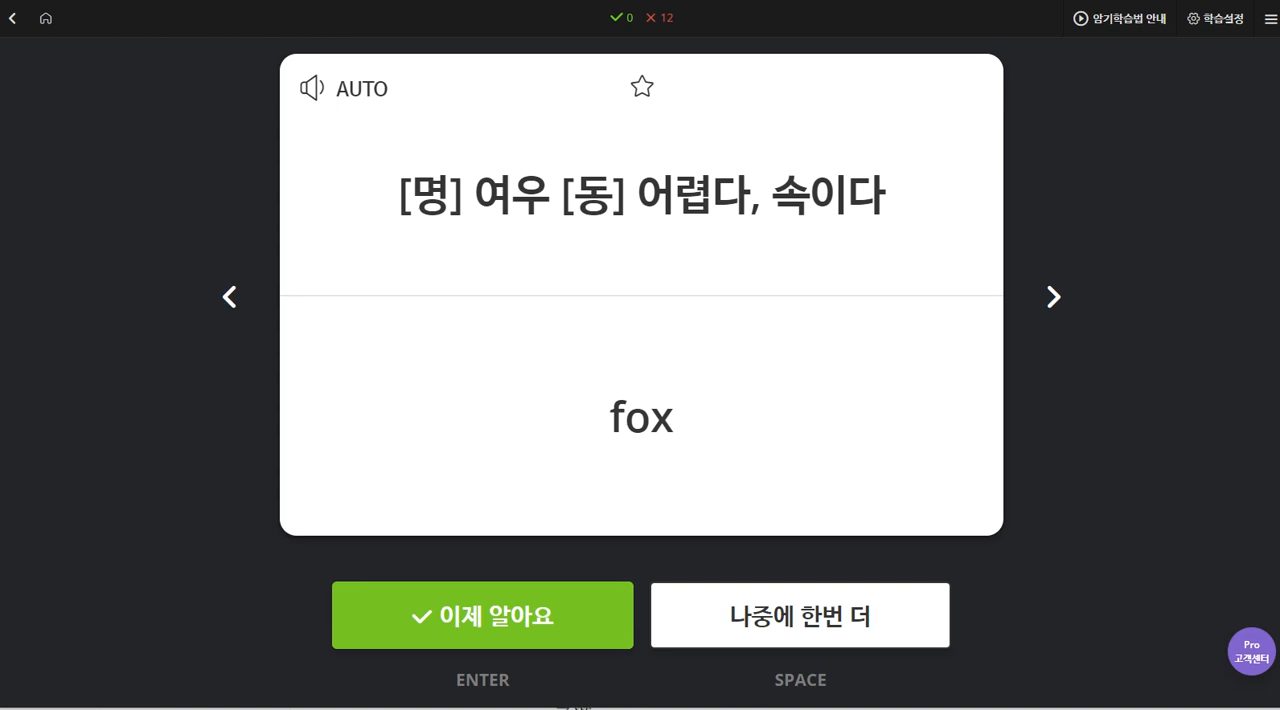 0 12 암기학습법 안내 학습설정
AUTO
[명] 여우 [동] 어렵다, 속이다
fox
이제 알아요 나중에 한번 더
ENTER SPACE
Pro
고객센터